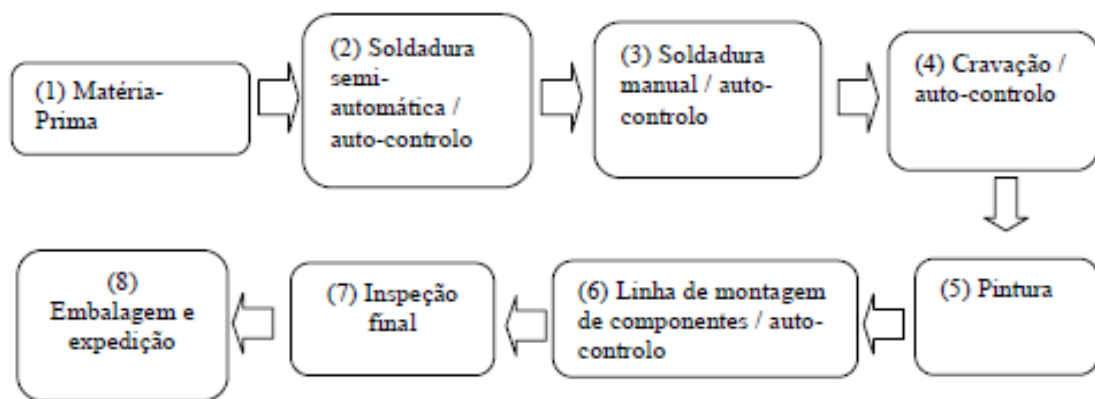 (1) Matéria-
Prima
(2) Soldadura
semi-
automática /
auto-controlo
(3) Soldadura
manual / auto-
controlo
(4) Cravação /
auto-controlo
(5) Pintura
(6) Linha de montagem
de componentes / auto-
controlo
(7) Inspeção
final
(8)
Embalagem e
expedição